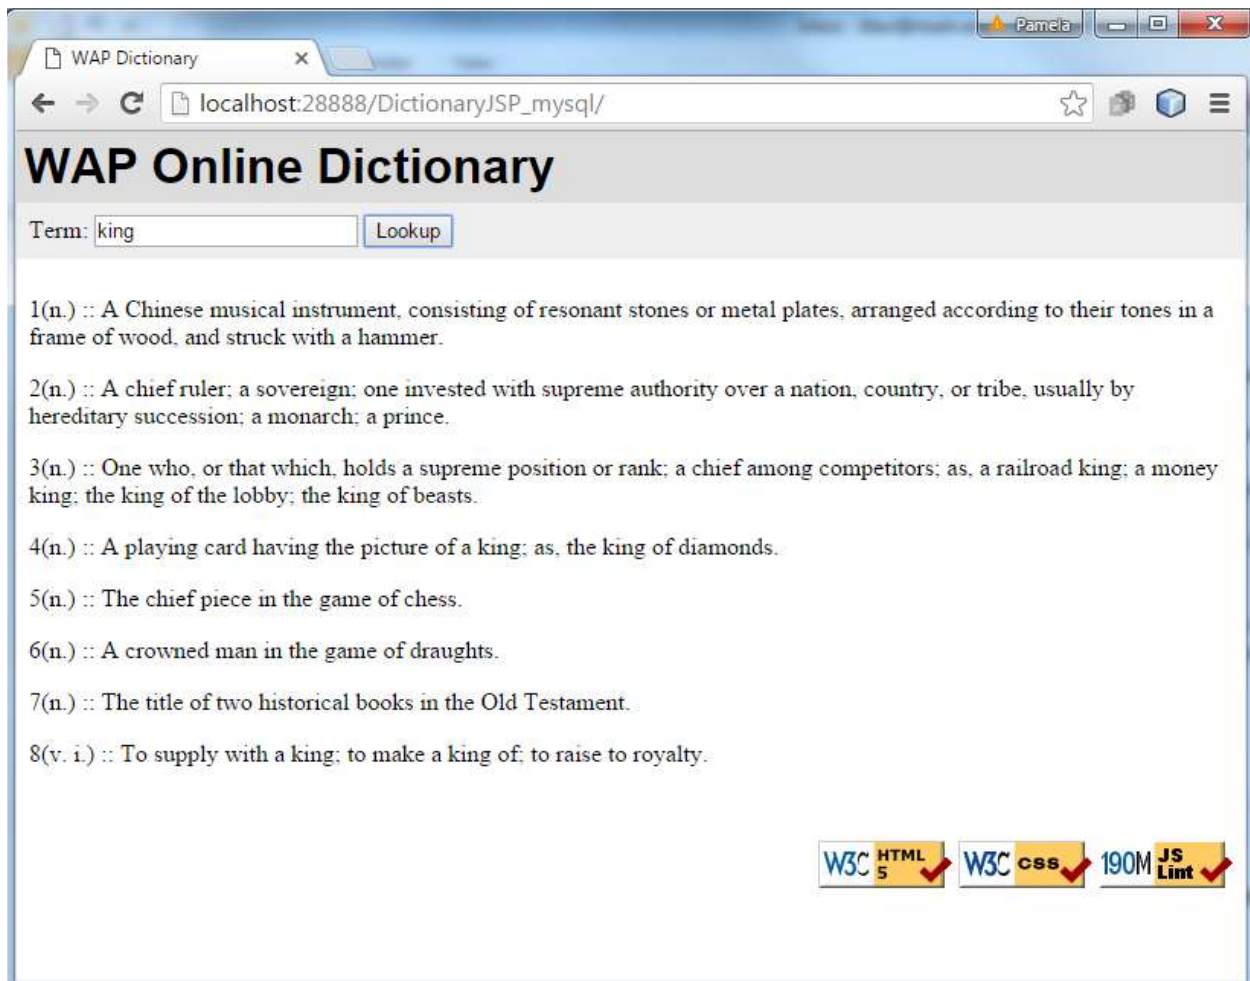 Pamela
WAP Dictionary
localhost:28888/DictionaryJSP_mysql/
WAP Online Dictionary
Term: king Lookup
1(n.) :: A Chinese musical instrument, consisting of resonant stones or metal plates, arranged according to their tones in a
frame of wood, and struck with a hammer.
2(n.) :: A chief ruler; a sovereign; one invested with supreme authority over a nation, country, or tribe, usually by
hereditary succession; a monarch; a prince.
3(n.) :: One who, or that which, holds a supreme position or rank; a chief among competitors; as, a railroad king; a money
king; the king of the lobby; the king of beasts.
4(n.) :: A playing card having the picture of a king; as, the king of diamonds.
5(n.) :: The chief piece in the game of chess.
6(n.) :: A crowned man in the game of draughts.
7(n.) :: The title of two historical books in the Old Testament.
8(v. i.) :: To supply with a king; to make a king of; to raise to royalty.
W3C HTML 5 W3C CSS 190M JS Lint